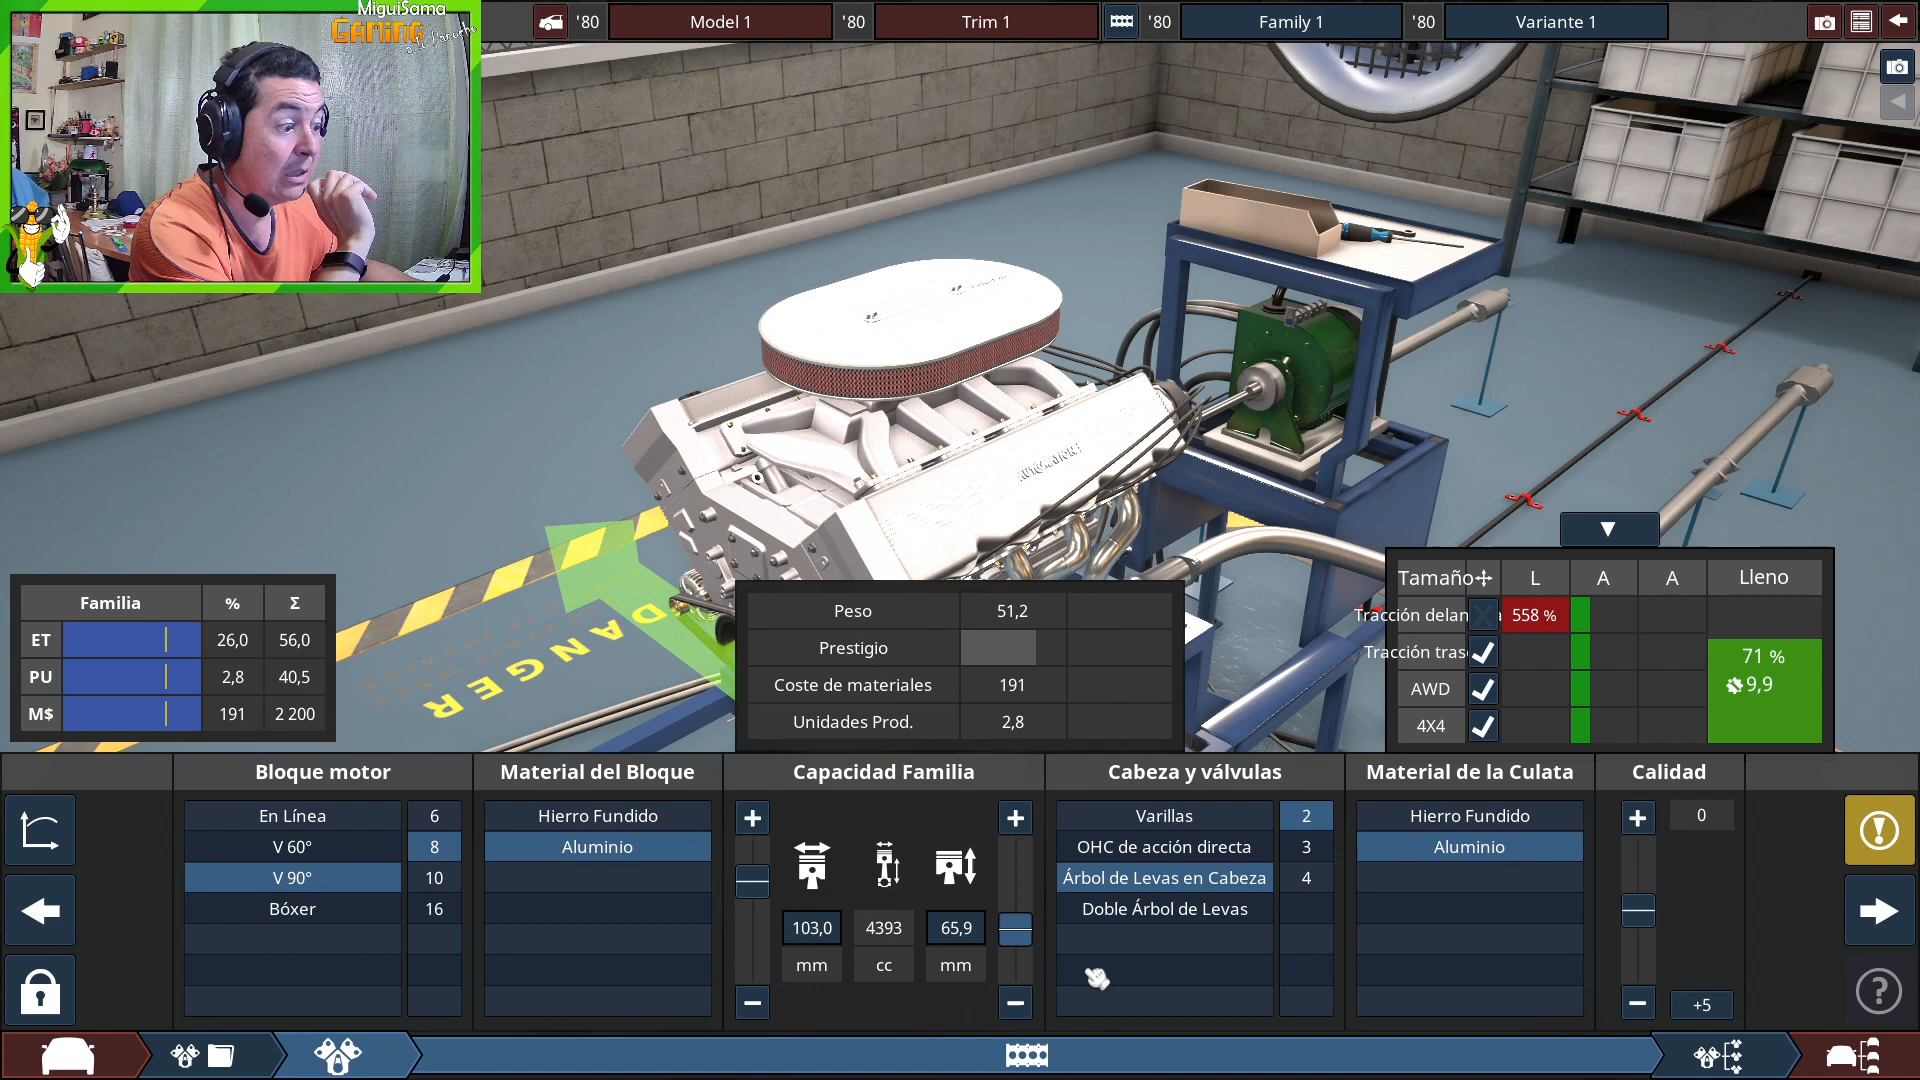 MiguiSama
GAMING
a lo Panocho
'80
Model 1
'80
Trim 1
'80
Family 1
'80
Variante 1
AUTOMATION
DANGER
Familia
%
Σ
ET
26,0
56,0
PU
2,8
40,5
M$
191
2 200
Peso
51,2
Prestigio
Coste de materiales
191
Unidades Prod.
2,8
Tamaño
L
A
A
Lleno
Tracción delan
558 %
Tracción tras
AWD
4X4
71 %
9,9
Bloque motor
En Línea
6
V 60°
8
V 90°
10
Bóxer
16
Material del Bloque
Hierro Fundido
Aluminio
Capacidad Familia
103,0
4393
65,9
mm
cc
mm
Cabeza y válvulas
Varillas
2
OHC de acción directa
3
Árbol de Levas en Cabeza
4
Doble Árbol de Levas
Material de la Culata
Hierro Fundido
Aluminio
Calidad
0
+5